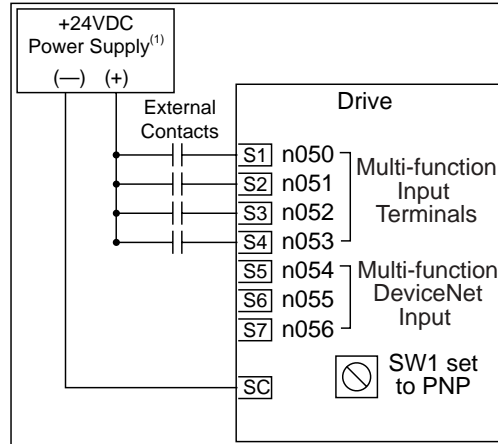 +24VDC
Power Supply(1)
(—) (+)
External
Contacts
Drive
S1 n050
S2 n051
S3 n052
S4 n053
Multi-function
Input
Terminals
S5 n054
S6 n055
S7 n056
Multi-function
DeviceNet
Input
SC
SW1 set
to PNP